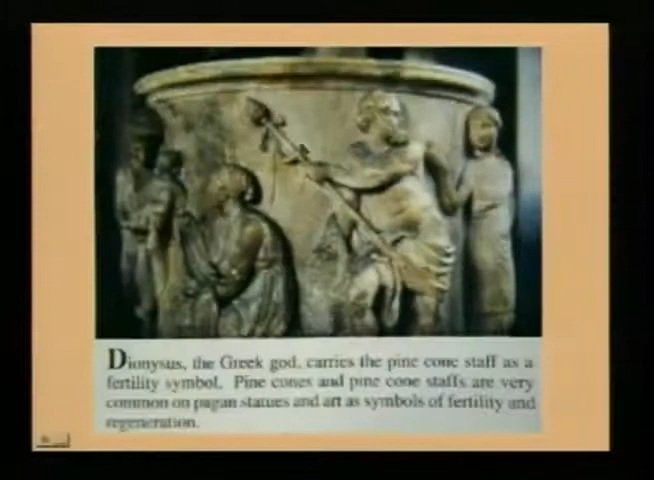 Dionysus, the Greek god, carries the pine cone staff as a
fertility symbol. Pine cones and pine cone staffs are very
common on pagan statues and art as symbols of fertility and
regeneration.